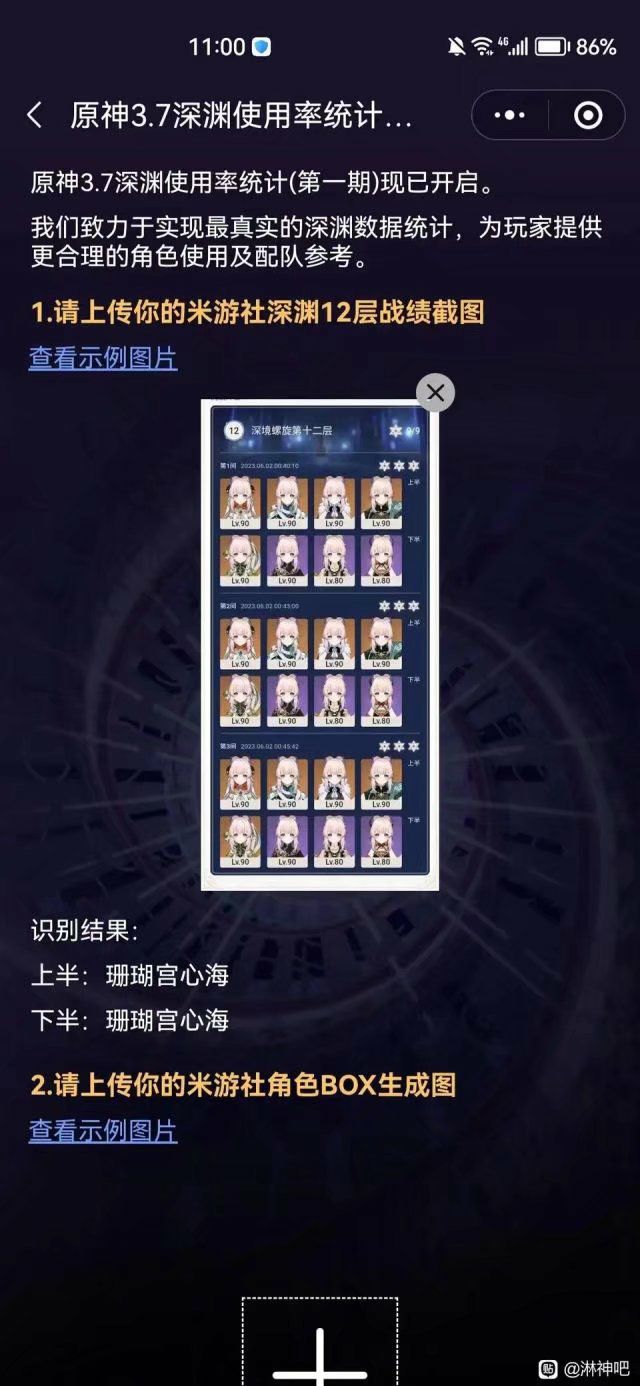 11:00
4G
86%
原神3.7深渊使用率统计...
原神3.7深渊使用率统计(第一期)现已开启。
我们致力于实现最真实的深渊数据统计，为玩家提供
更合理的角色使用及配队参考。
1.请上传你的米游社深渊12层战绩截图
查看示例图片
12 深境螺旋第十二层 9/9
第1间 2023.06.02 00:40:10
上半
Lv.90 Lv.90 Lv.90 Lv.90
下半
Lv.90 Lv.90 Lv.80 Lv.80
第2间 2023.06.02 00:43:00
上半
Lv.90 Lv.90 Lv.90 Lv.90
下半
Lv.90 Lv.90 Lv.80 Lv.80
第3间 2023.06.02 00:45:42
上半
Lv.90 Lv.90 Lv.90 Lv.90
下半
Lv.90 Lv.90 Lv.80 Lv.80
识别结果：
上半：珊瑚宫心海
下半：珊瑚宫心海
2.请上传你的米游社角色BOX生成图
查看示例图片
贴 @淋神吧